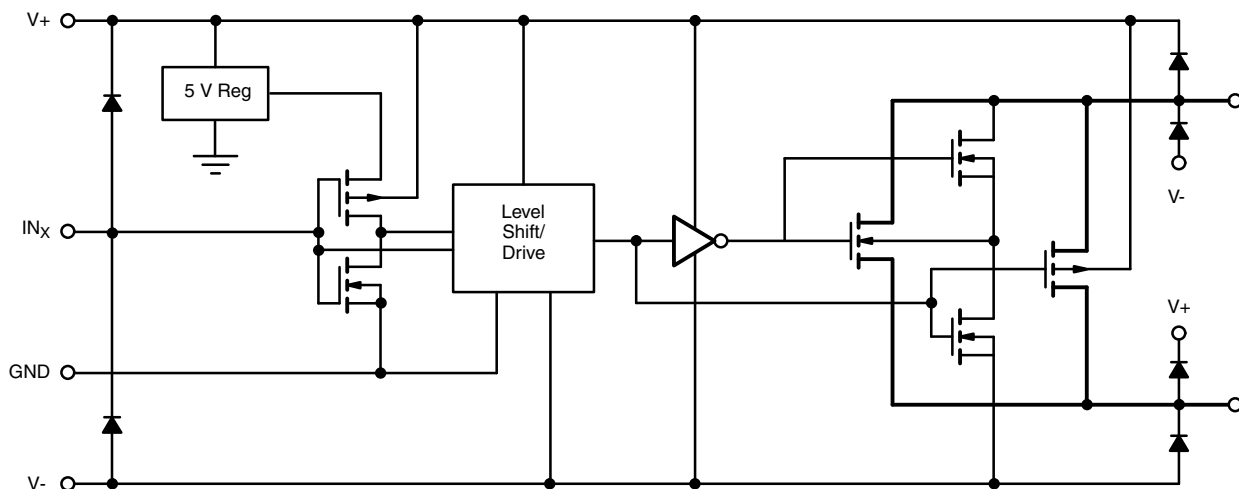 V+
5 V Reg
IN_X
Level
Shift/
Drive
V-
V+
GND
V-